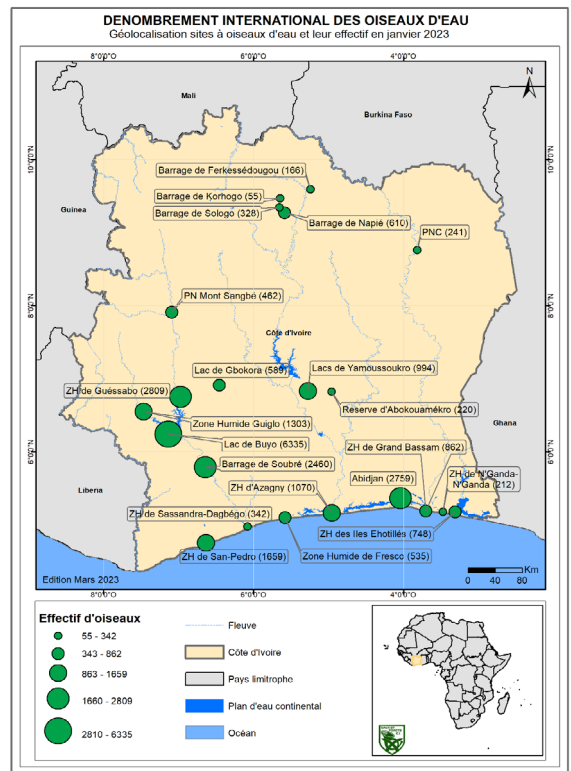 DENOMBREMENT INTERNATIONAL DES OISEAUX D'EAU
Géolocalisation sites à oiseaux d'eau et leur effectif en janvier 2023
8°0'0"O
6°0'0"O
4°0'0"O
N
Mali
Burkina Faso
10°0'0"N
Barrage de Ferkessédougou (166)
Barrage de Korhogo (55)
Barrage de Sologo (328)
Barrage de Napié (610)
Guinea
PNC (241)
8°0'0"N
8°0'0"N
PN Mont Sangbé (462)
Côte d'Ivoire
Lac de Gbokora (589)
Lacs de Yamoussoukro (994)
ZH de Guéssabo (2809)
Reserve d'Abokouamékro (220)
Zone Humide Guiglo (1303)
Ghana
Lac de Buyo (6335)
ZH de Grand Bassam (862)
6°0'0"N
6°0'0"N
Barrage de Soubré (2460)
Abidjan (2759)
ZH de N'Ganda-
N'Ganda (212)
ZH d'Azagny (1070)
Liberia
ZH de Sassandra-Dagbégo (342)
ZH des Iles Ehotilés (748)
ZH de San-Pedro (1659)
Zone Humide de Fresco (535)
Edition Mars 2023
Km
0 40 80
8°0'0"O
6°0'0"O
4°0'0"O
Effectif d'oiseaux
55 - 342
343 - 862
863 - 1659
1660 - 2809
2810 - 6335
Fleuve
Côte d'Ivoire
Pays limitrophe
Plan d'eau continental
Océan